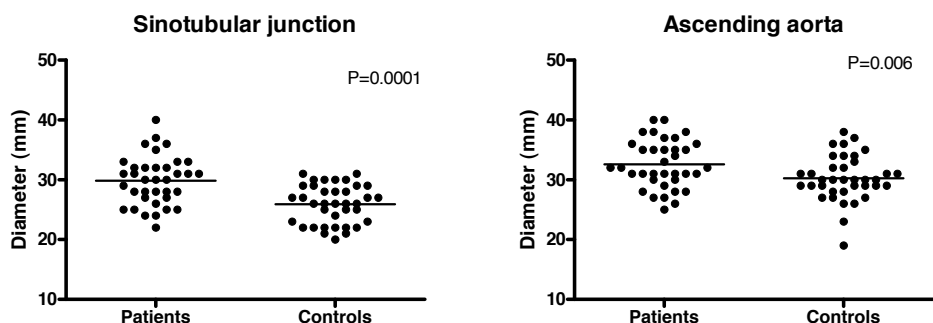 Sinotubular junction
Diameter (mm)
50
40
30
20
10
P=0.0001
Patients
Controls
Ascending aorta
Diameter (mm)
50
40
30
20
10
P=0.006
Patients
Controls